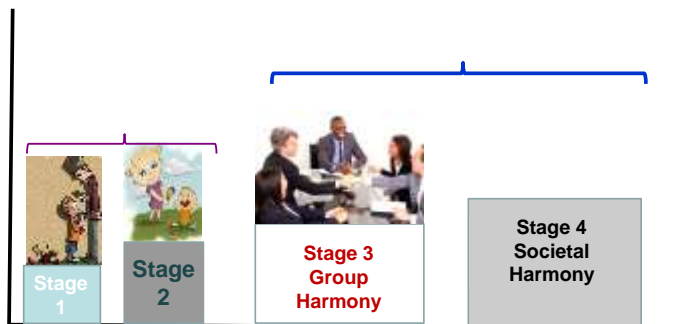 Stage
1
Stage
2
Stage 3
Group
Harmony
Stage 4
Societal
Harmony